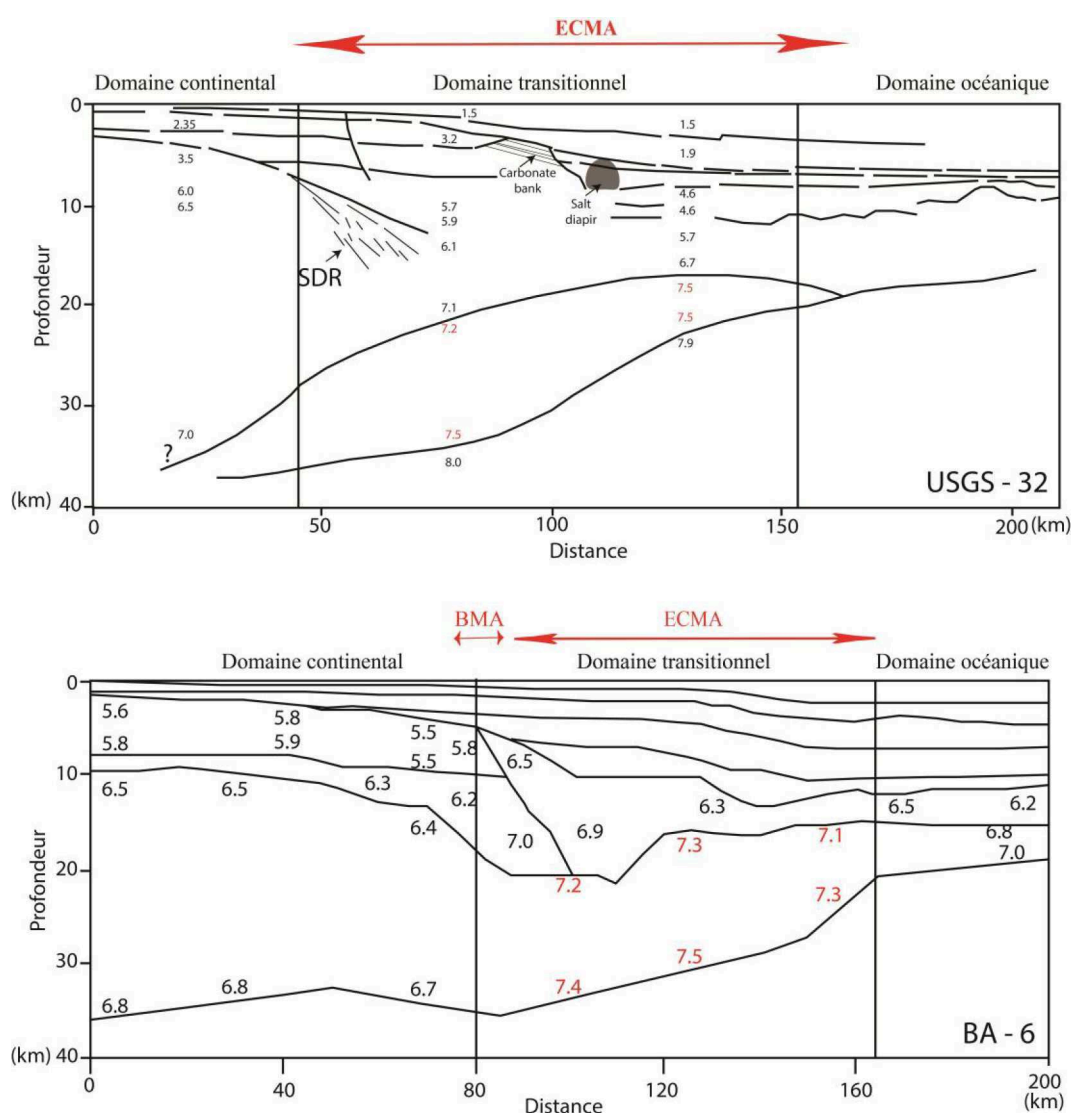 ECMA
Domaine continental Domaine transitionnel Domaine océanique
0
1.5 1.5
2.35 3.2 1.9
3.5 Carbonate
bank
6.0 4.6
6.5 Salt
diapir
10 5.7 4.6
5.9
6.1 5.7
SDR 6.7
7.5
20 7.1 7.5
7.2 7.9
30
7.0 7.5
? 8.0
(km) 40
USGS - 32
0 50 100 150 200 (km)
Distance
Profondeur
BMA ECMA
Domaine continental Domaine transitionnel Domaine océanique
0
5.6 5.8 5.5
5.8 5.9 5.5 5.8 6.5
10
6.5 6.5 6.3 6.2 6.3 6.5 6.2
6.4 7.0 6.9 7.3 7.1 6.8
7.0
20 7.2
7.3
30 7.5
6.8 6.8 6.7 7.4
BA - 6
(km) 40
0 40 80 120 160 200
(km)
Distance
Profondeur